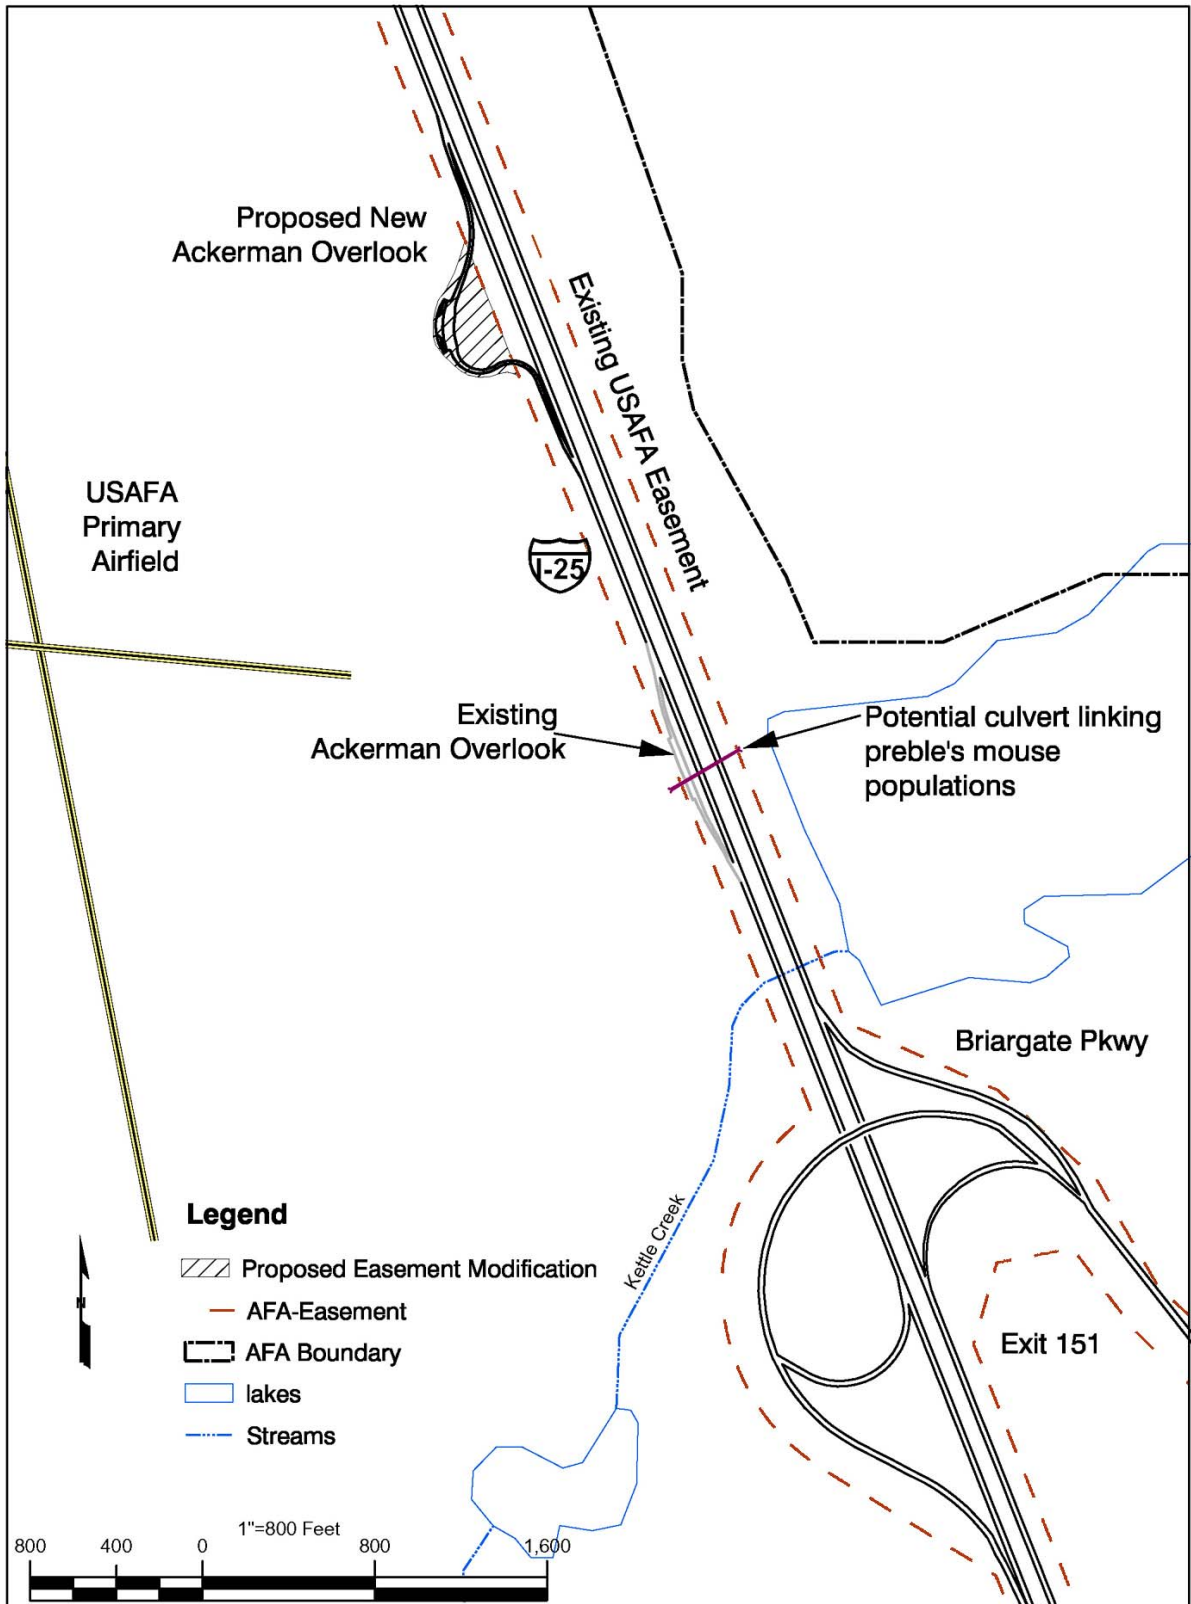 Proposed New
Ackerman Overlook
Existing USAFA Easement
USAFA
Primary
Airfield
I-25
Existing
Ackerman Overlook
Potential culvert linking
preble's mouse
populations
Briargate Pkwy
Kettle Creek
Exit 151
Legend
Proposed Easement Modification
AFA-Easement
AFA Boundary
lakes
Streams
N
1"=800 Feet
800 400 0 800 1,600